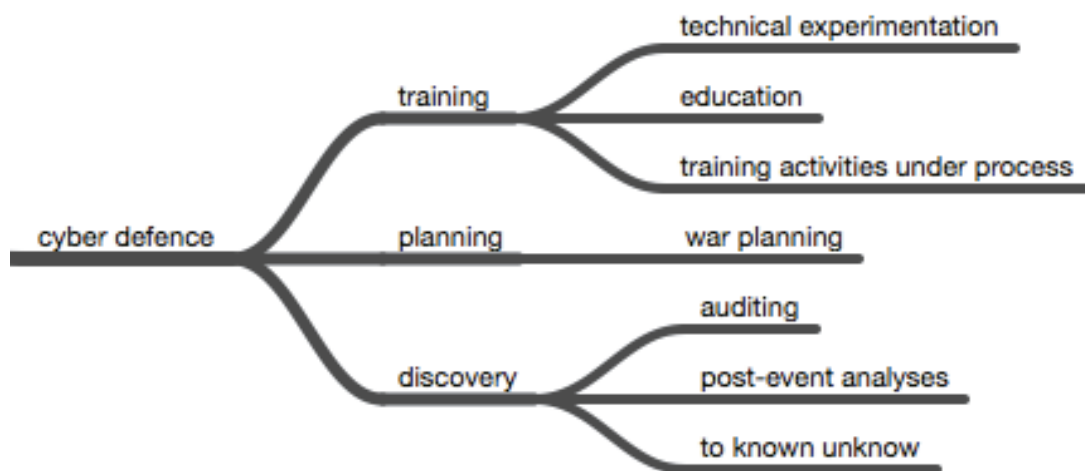 technical experimentation
training
education
training activities under process
cyber defence
planning
war planning
auditing
discovery
post-event analyses
to known unknow